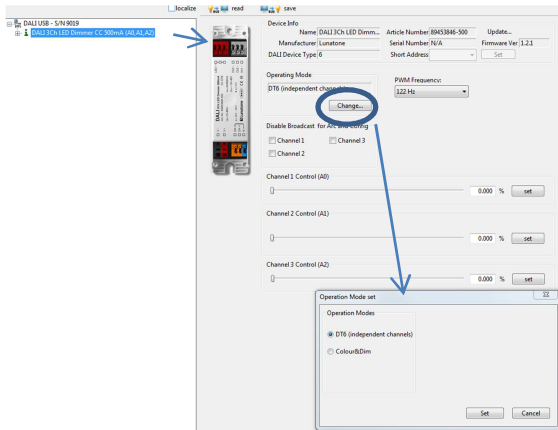 localize read save
DALI USB - S/N 9019
DALI 3Ch LED Dimmer CC 500mA (A0,A1,A2)
Device Info
Name DALI 3Ch LED Dimm... Article Number 89453846-500 Update...
Manufacturer Lunatone Serial Number N/A Firmware Ver 1.2.1
DALI Device Type 6 Short Address Set
Operating Mode
PWM Frequency:
DT6 (independent channels)
122 Hz
Change...
Disable Broadcast for Arc and Config
Channel 1 Channel 3
Channel 2
Channel 1 Control (A0)
0.000 % set
Channel 2 Control (A1)
0.000 % set
Channel 3 Control (A2)
0.000 % set
Operation Mode set
Operation Modes
DT6 (independent channels)
Colour&Dim
Set Cancel
DALI
Lunatone